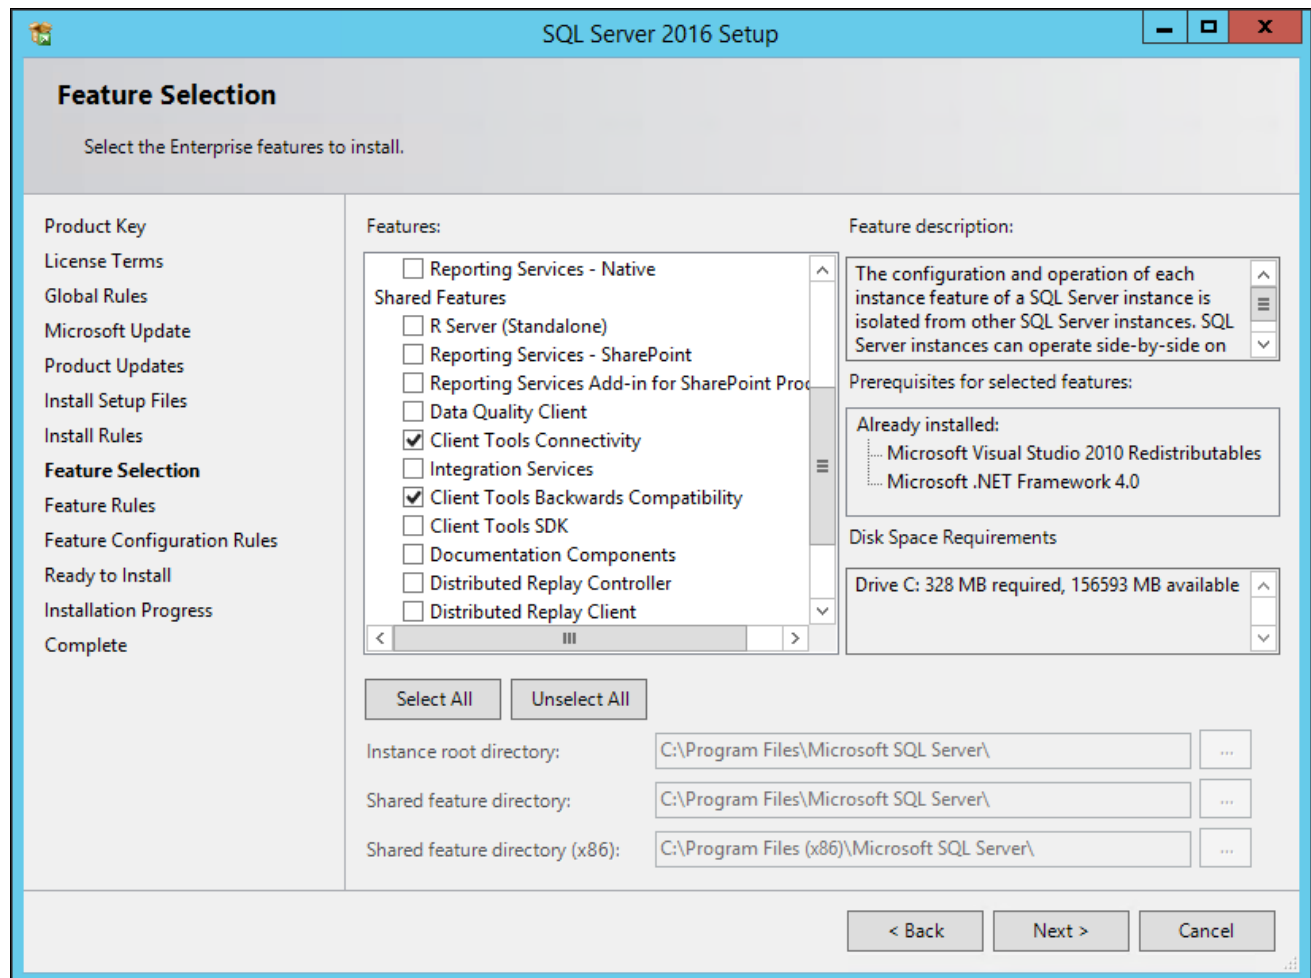 SQL Server 2016 Setup
Feature Selection
Select the Enterprise features to install.
Product Key
License Terms
Global Rules
Microsoft Update
Product Updates
Install Setup Files
Install Rules
Feature Selection
Feature Rules
Feature Configuration Rules
Ready to Install
Installation Progress
Complete
Features:
Reporting Services - Native
Shared Features
R Server (Standalone)
Reporting Services - SharePoint
Reporting Services Add-in for SharePoint Proc
Data Quality Client
Client Tools Connectivity
Integration Services
Client Tools Backwards Compatibility
Client Tools SDK
Documentation Components
Distributed Replay Controller
Distributed Replay Client
Feature description:
The configuration and operation of each
instance feature of a SQL Server instance is
isolated from other SQL Server instances. SQL
Server instances can operate side-by-side on
Prerequisites for selected features:
Already installed:
Microsoft Visual Studio 2010 Redistributables
Microsoft .NET Framework 4.0
Disk Space Requirements
Drive C: 328 MB required, 156593 MB available
Select All
Unselect All
Instance root directory:
C:\Program Files\Microsoft SQL Server\
...
Shared feature directory:
C:\Program Files\Microsoft SQL Server\
...
Shared feature directory (x86):
C:\Program Files (x86)\Microsoft SQL Server\
...
< Back
Next >
Cancel